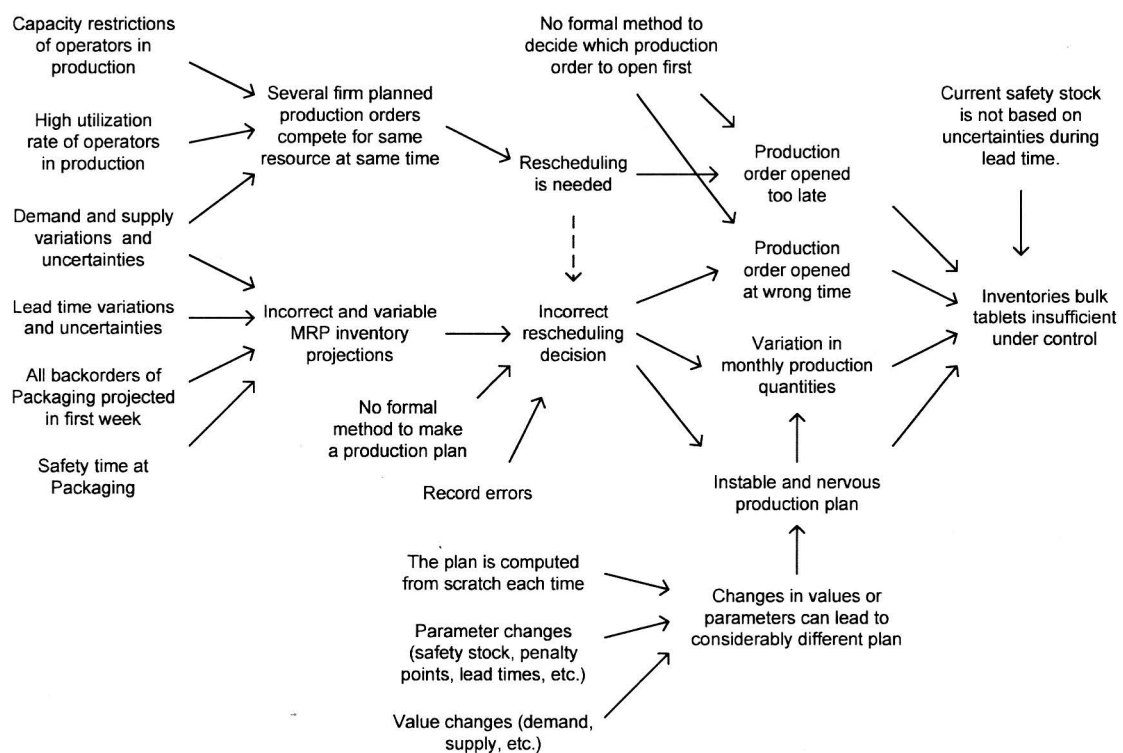 Capacity restrictions
of operators in
production
No formal method to
decide which production
order to open first
High utilization
rate of operators
in production
Several firm planned
production orders
compete for same
resource at same time
Current safety stock
is not based on
uncertainties during
lead time.
Rescheduling
is needed
Production
order opened
too late
Demand and supply
variations and
uncertainties
Production
order opened
at wrong time
Lead time variations
and uncertainties
Incorrect and variable
MRP inventory
projections
Incorrect
rescheduling
decision
Inventories bulk
tablets insufficient
under control
Variation in
monthly production
quantities
All backorders of
Packaging projected
in first week
No formal
method to make
a production plan
Safety time at
Packaging
Record errors
Instable and nervous
production plan
The plan is computed
from scratch each time
Changes in values or
parameters can lead to
considerably different plan
Parameter changes
(safety stock, penalty
points, lead times, etc.)
Value changes (demand,
supply, etc.)